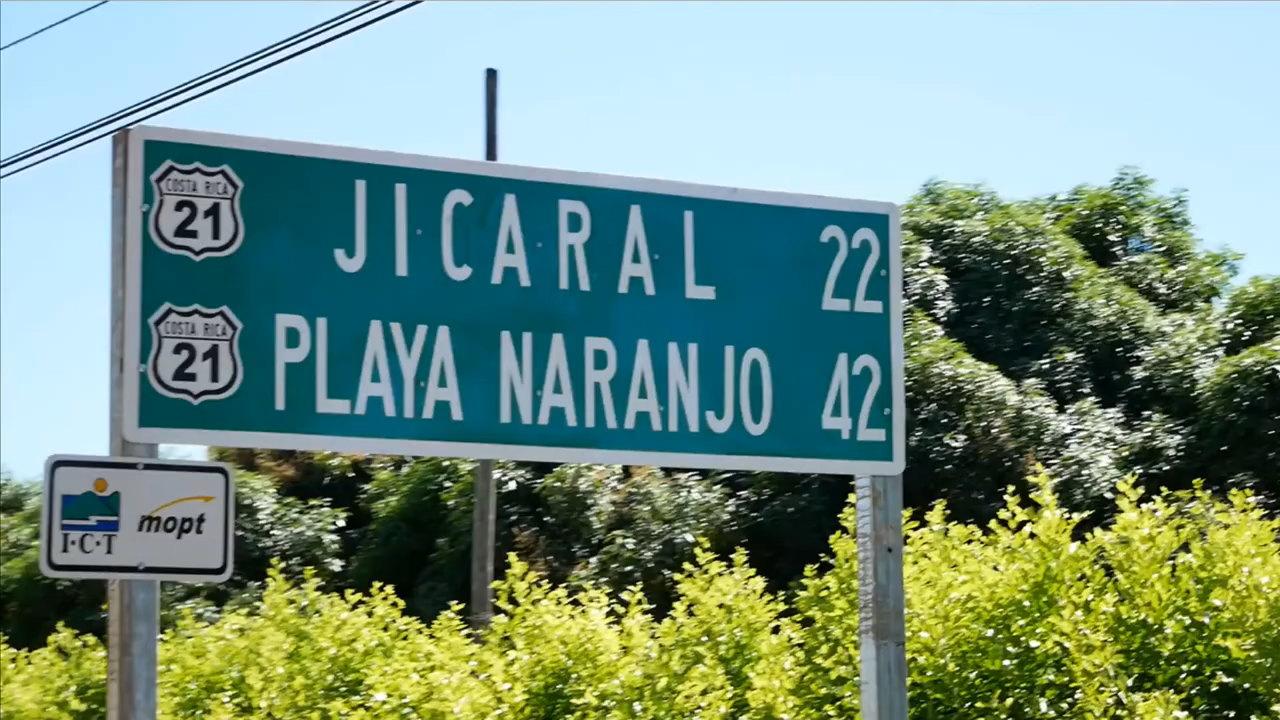 COSTA RICA
21
JICARAL 22
COSTA RICA
21
PLAYA NARANJO 42
I·C·T
mopt